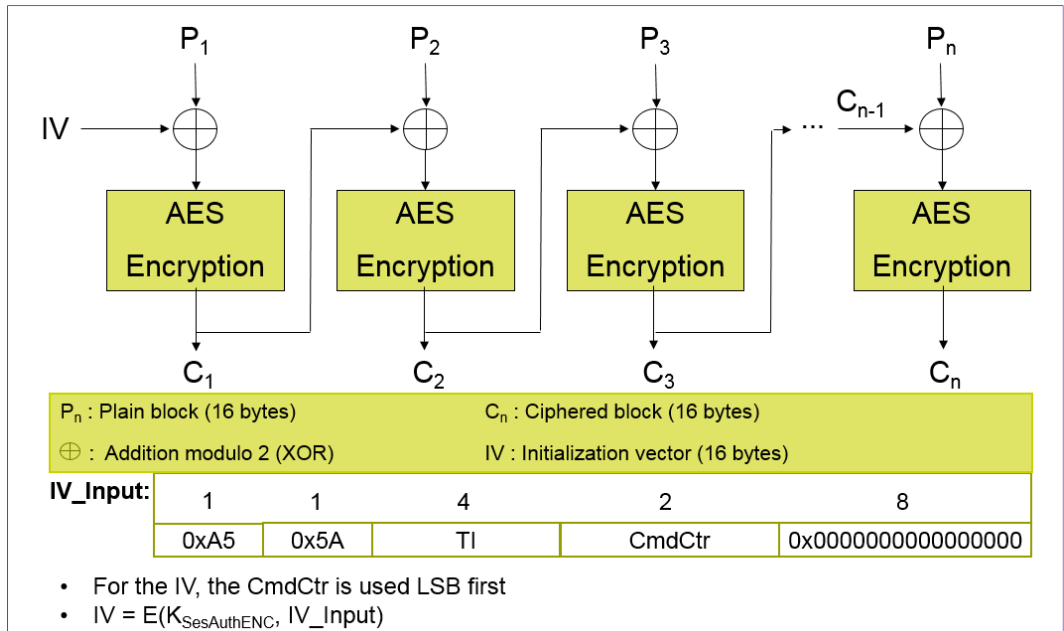 P1 P2 P3 Pn
IV Cn-1
...
AES AES AES AES
Encryption Encryption Encryption Encryption
C1 C2 C3 Cn
Pn : Plain block (16 bytes) Cn : Ciphered block (16 bytes)
⊕ : Addition modulo 2 (XOR) IV : Initialization vector (16 bytes)
IV_Input: 1 1 4 2 8
0xA5 0x5A TI CmdCtr 0x0000000000000000
• For the IV, the CmdCtr is used LSB first
• IV = E(KSesAuthENC, IV_Input)